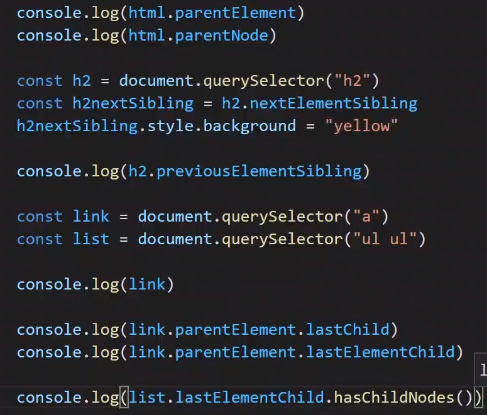 console.log(html.parentElement)
console.log(html.parentNode)
const h2 = document.querySelector("h2")
const h2nextSibling = h2.nextElementSibling
h2nextSibling.style.background = "yellow"
console.log(h2.previousElementSibling)
const link = document.querySelector("a")
const list = document.querySelector("ul ul")
console.log(link)
console.log(link.parentElement.lastChild)
console.log(link.parentElement.lastElementChild)
console.log(list.lastElementChild.hasChildNodes())